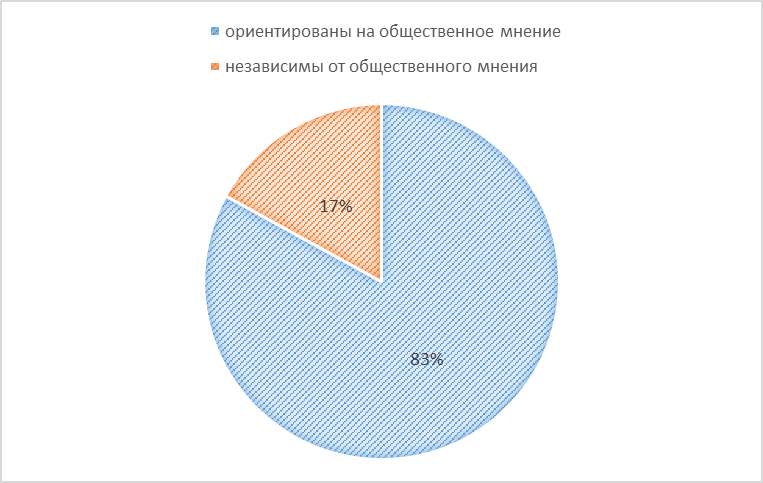 ориентированы на общественное мнение
независимы от общественного мнения
17%
83%